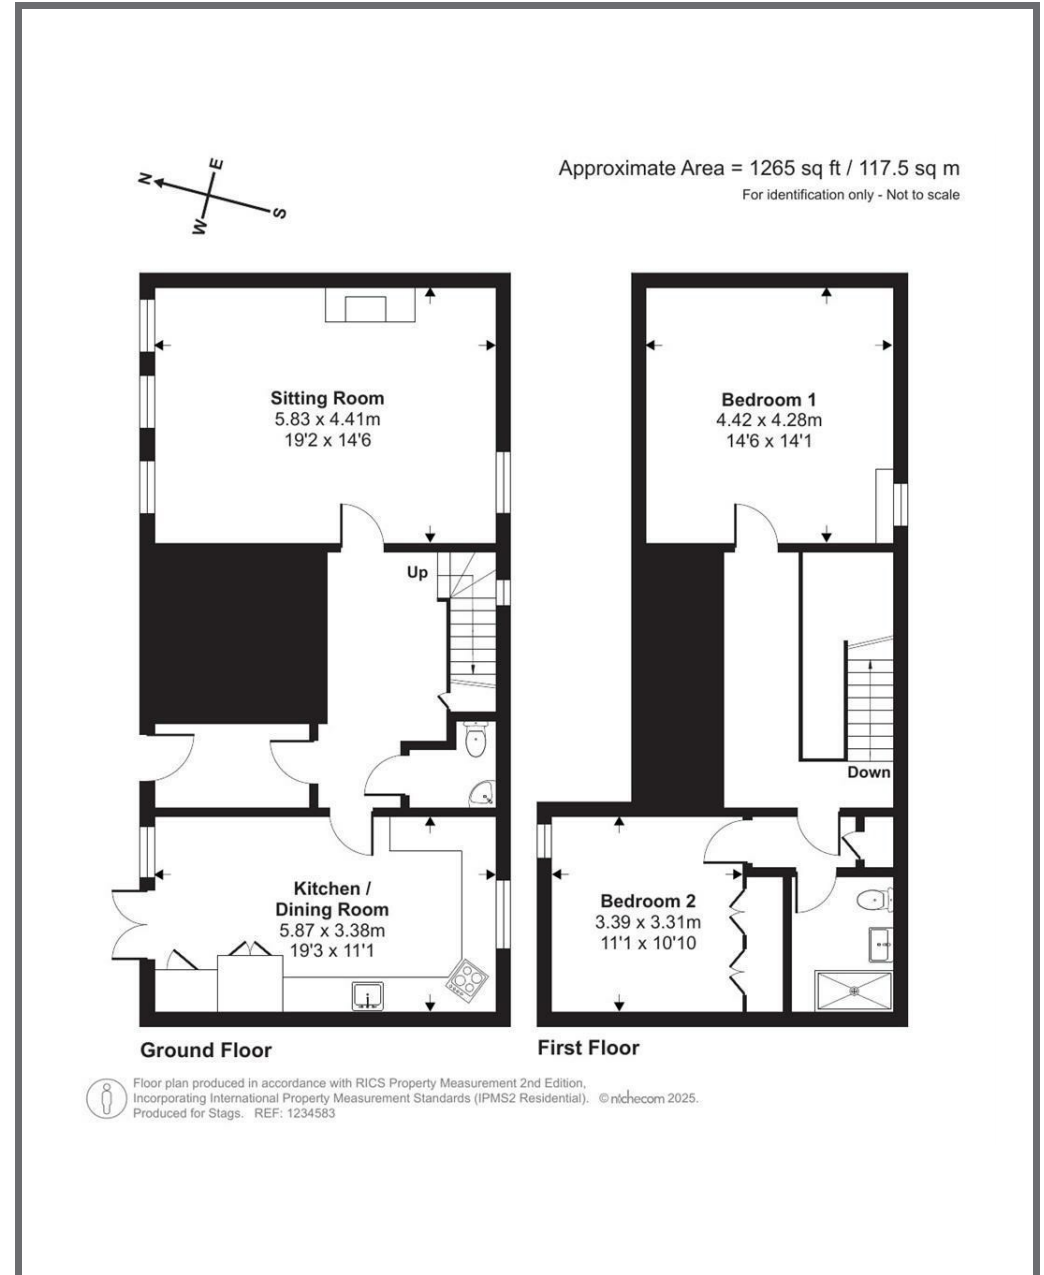 N
E
S
W
Approximate Area = 1265 sq ft / 117.5 sq m
For identification only - Not to scale
Sitting Room
5.83 x 4.41m
19'2 x 14'6
Up
Kitchen /
Dining Room
5.87 x 3.38m
19'3 x 11'1
Ground Floor
Bedroom 1
4.42 x 4.28m
14'6 x 14'1
Down
Bedroom 2
3.39 x 3.31m
11'1 x 10'10
First Floor
Floor plan produced in accordance with RICS Property Measurement 2nd Edition,
Incorporating International Property Measurement Standards (IPMS2 Residential). © nichecom 2025.
Produced for Stags. REF: 1234583